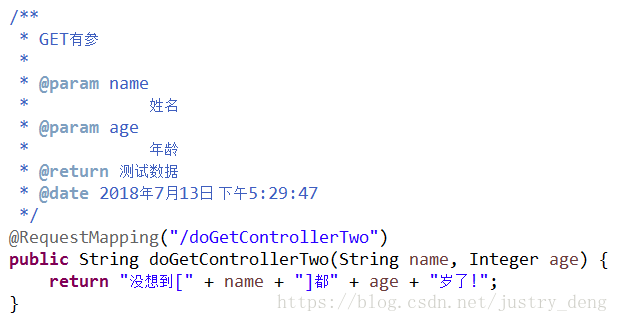 /**
 * GET有参
 *
 * @param name
 *            姓名
 * @param age
 *            年龄
 * @return 测试数据
 * @date 2018年7月13日 下午5:29:47
 */
@RequestMapping("/doGetControllerTwo")
public String doGetControllerTwo(String name, Integer age) {
    return "没想到[" + name + "]都" + age + "岁了!";
}
https://blog.csdn.net/justry_deng